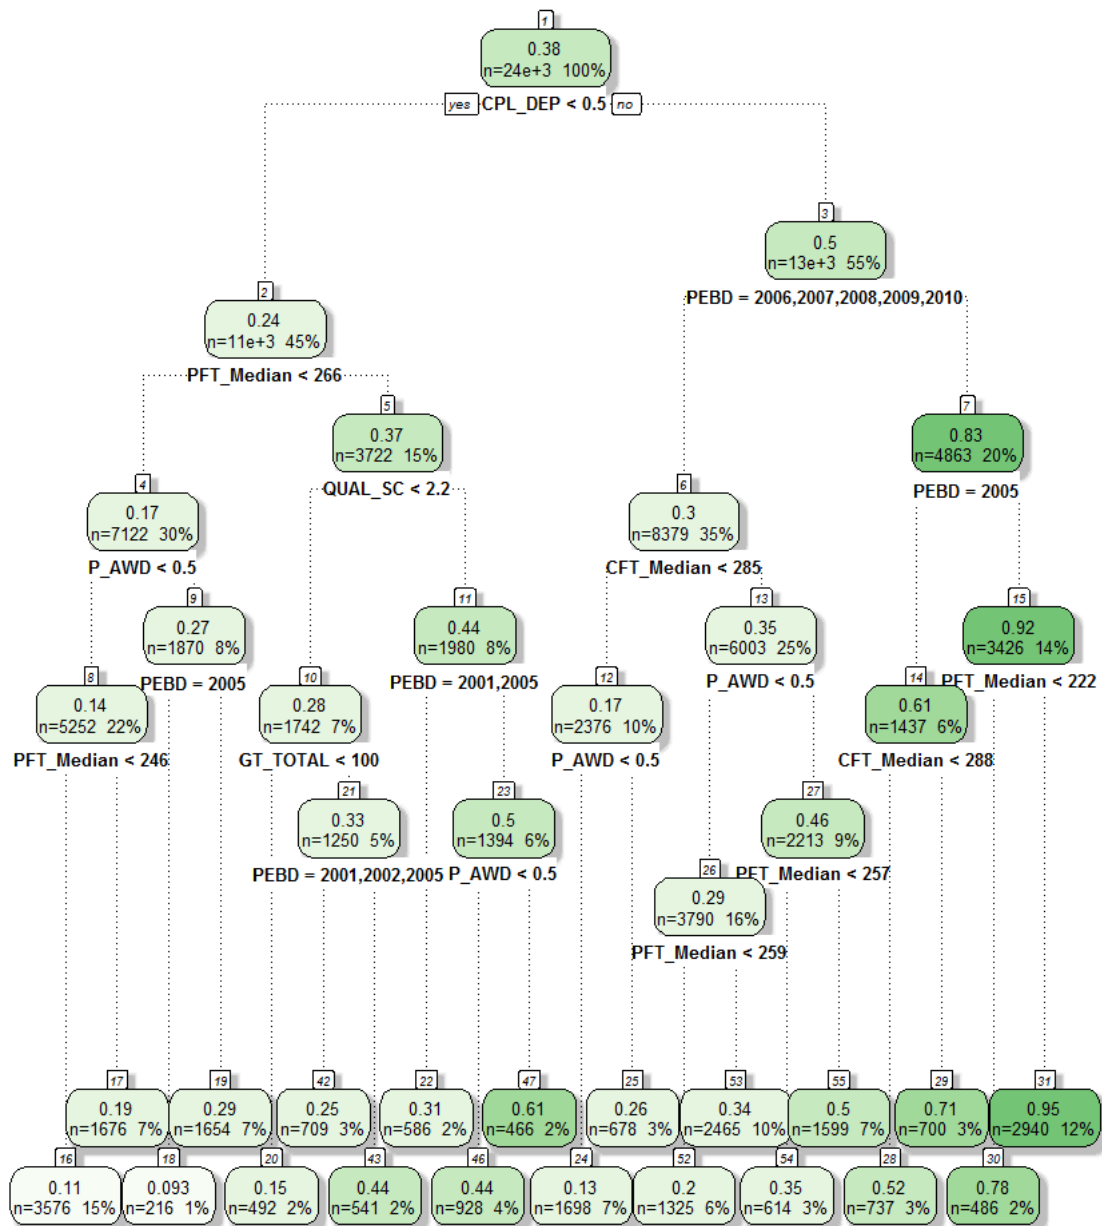 1
0.38
n=24e+3 100%
yes CPL_DEP < 0.5 no
3
0.5
n=13e+3 55%
PEBD = 2006,2007,2008,2009,2010
2
0.24
n=11e+3 45%
PFT_Median < 266
5
0.37
n=3722 15%
QUAL_SC < 2.2
7
0.83
n=4863 20%
PEBD = 2005
4
0.17
n=7122 30%
P_AWD < 0.5
6
0.3
n=8379 35%
CFT_Median < 285
9
0.27
n=1870 8%
PEBD = 2005
11
0.44
n=1980 8%
PEBD = 2001,2005
13
0.35
n=6003 25%
P_AWD < 0.5
15
0.92
n=3426 14%
PFT_Median < 222
8
0.14
n=5252 22%
PFT_Median < 246
10
0.28
n=1742 7%
GT_TOTAL < 100
12
0.17
n=2376 10%
P_AWD < 0.5
14
0.61
n=1437 6%
CFT_Median < 288
21
0.33
n=1250 5%
PEBD = 2001,2002,2005
23
0.5
n=1394 6%
P_AWD < 0.5
27
0.46
n=2213 9%
PFT_Median < 257
26
0.29
n=3790 16%
PFT_Median < 259
17
0.19
n=1676 7%
19
0.29
n=1654 7%
42
0.25
n=709 3%
22
0.31
n=586 2%
47
0.61
n=466 2%
25
0.26
n=678 3%
53
0.34
n=2465 10%
55
0.5
n=1599 7%
29
0.71
n=700 3%
31
0.95
n=2940 12%
16
0.11
n=3576 15%
18
0.093
n=216 1%
20
0.15
n=492 2%
43
0.44
n=541 2%
46
0.44
n=928 4%
24
0.13
n=1698 7%
52
0.2
n=1325 6%
54
0.35
n=614 3%
28
0.52
n=737 3%
30
0.78
n=486 2%